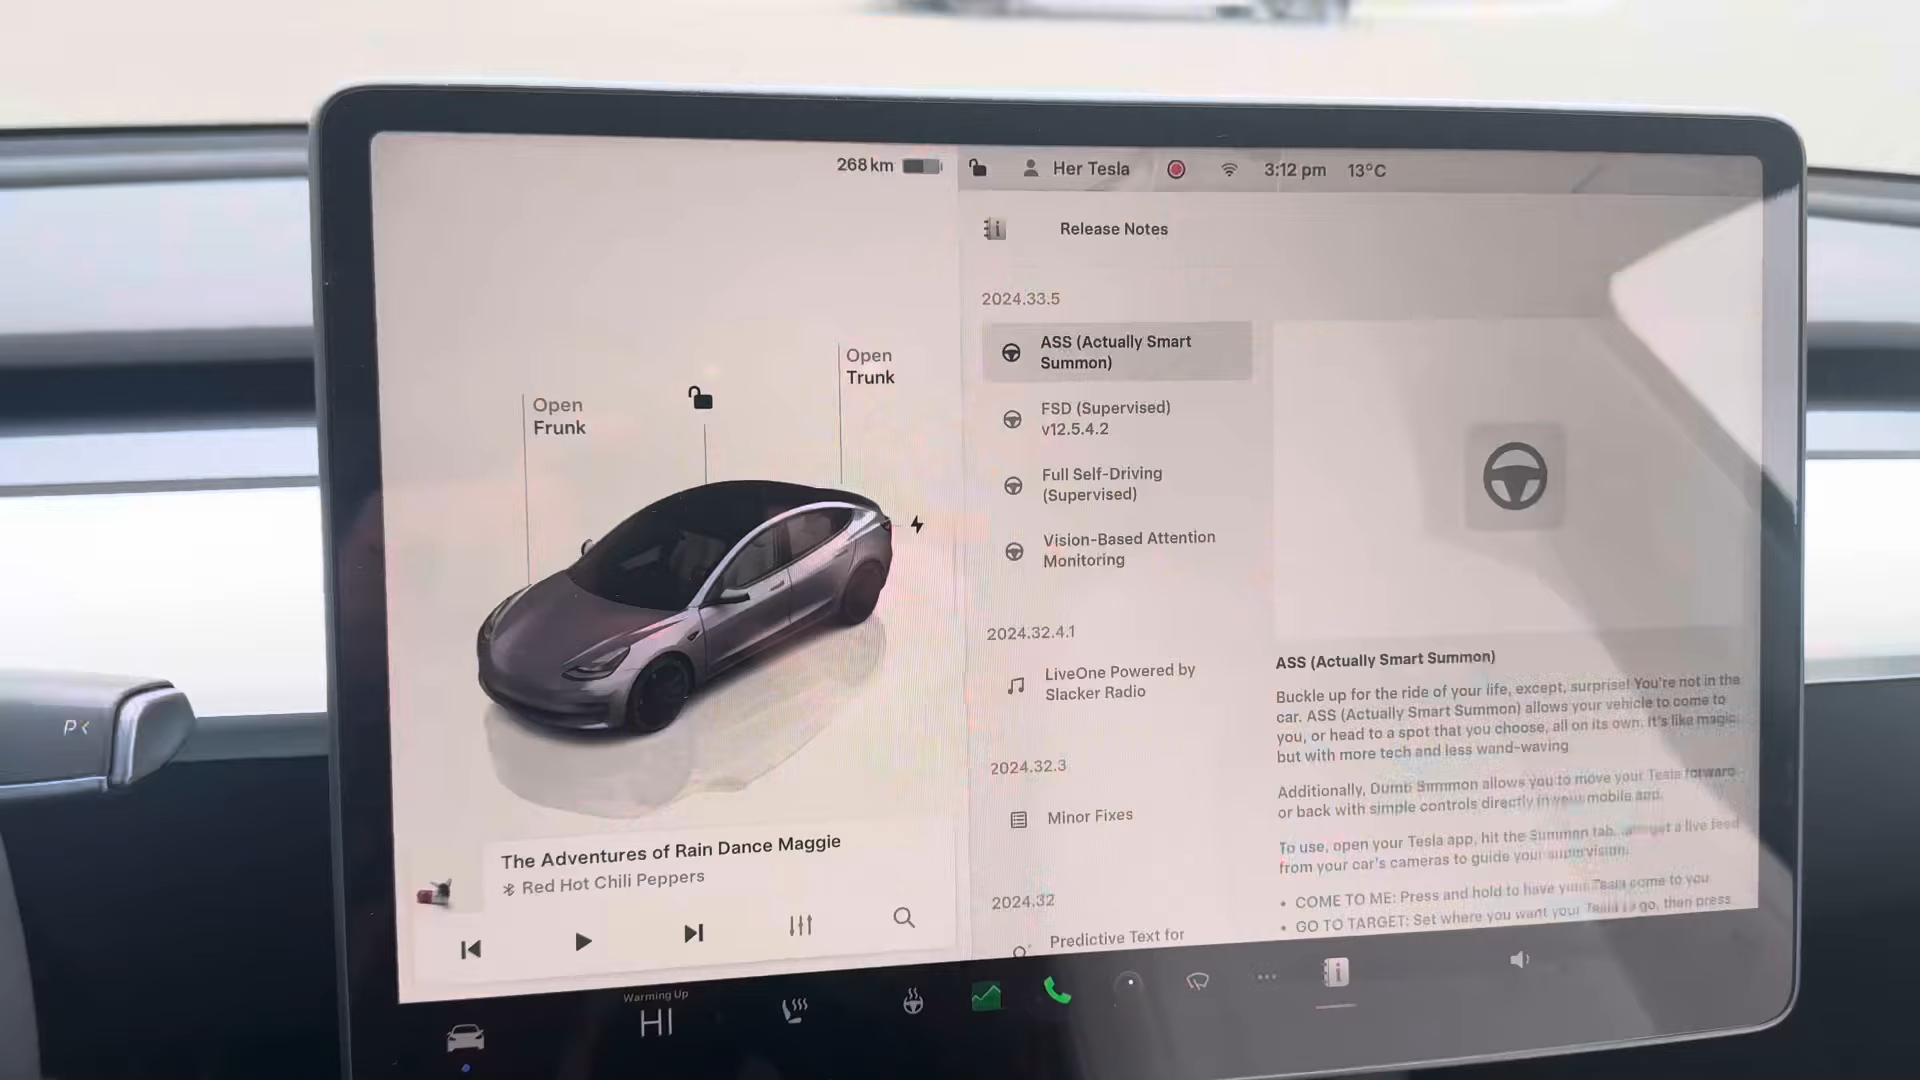 268 km
Her Tesla
3:12 pm
13°C
Release Notes
2024.33.5
ASS (Actually Smart
Summon)
FSD (Supervised)
v12.5.4.2
Full Self-Driving
(Supervised)
Vision-Based Attention
Monitoring
2024.32.4.1
LiveOne Powered by
Slacker Radio
2024.32.3
Minor Fixes
2024.32
Predictive Text for
Open
Frunk
Open
Trunk
ASS (Actually Smart Summon)
Buckle up for the ride of your life, except, surprise! You're not in the
car. ASS (Actually Smart Summon) allows your vehicle to come to
you, or head to a spot that you choose, all on its own. It's like magic,
but with more tech and less wand-waving
Additionally, Dumb Summon allows you to move your Tesla forward
or back with simple controls directly in your mobile app.
To use, open your Tesla app, hit the Summon tab, get a live feed
from your car's cameras to guide your supervision.
• COME TO ME: Press and hold to have your Tesla come to you
• GO TO TARGET: Set where you want your Tesla to go, then press
The Adventures of Rain Dance Maggie
Red Hot Chili Peppers
Warming Up
HI
P